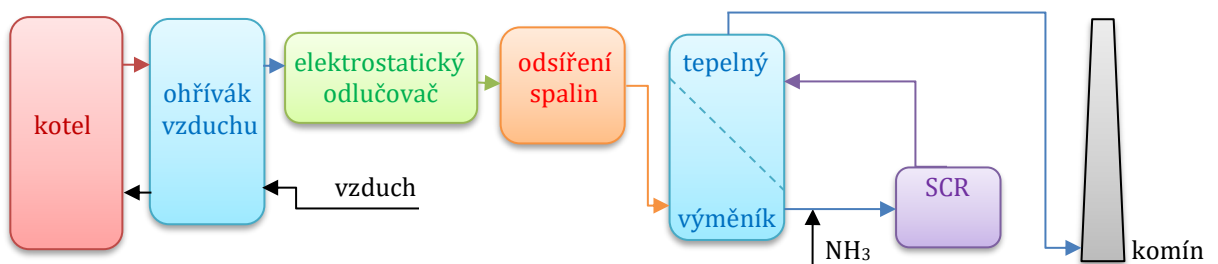 kotel
ohřívák
vzduchu
elektrostatický
odlučovač
odsíření
spalin
tepelný
výměník
SCR
vzduch
NH₃
komín